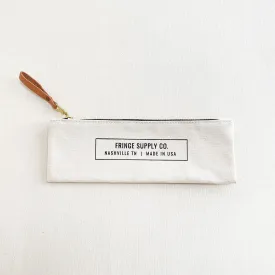 FRINGE SUPPLY CO.
NASHVILLE TN | MADE IN USA